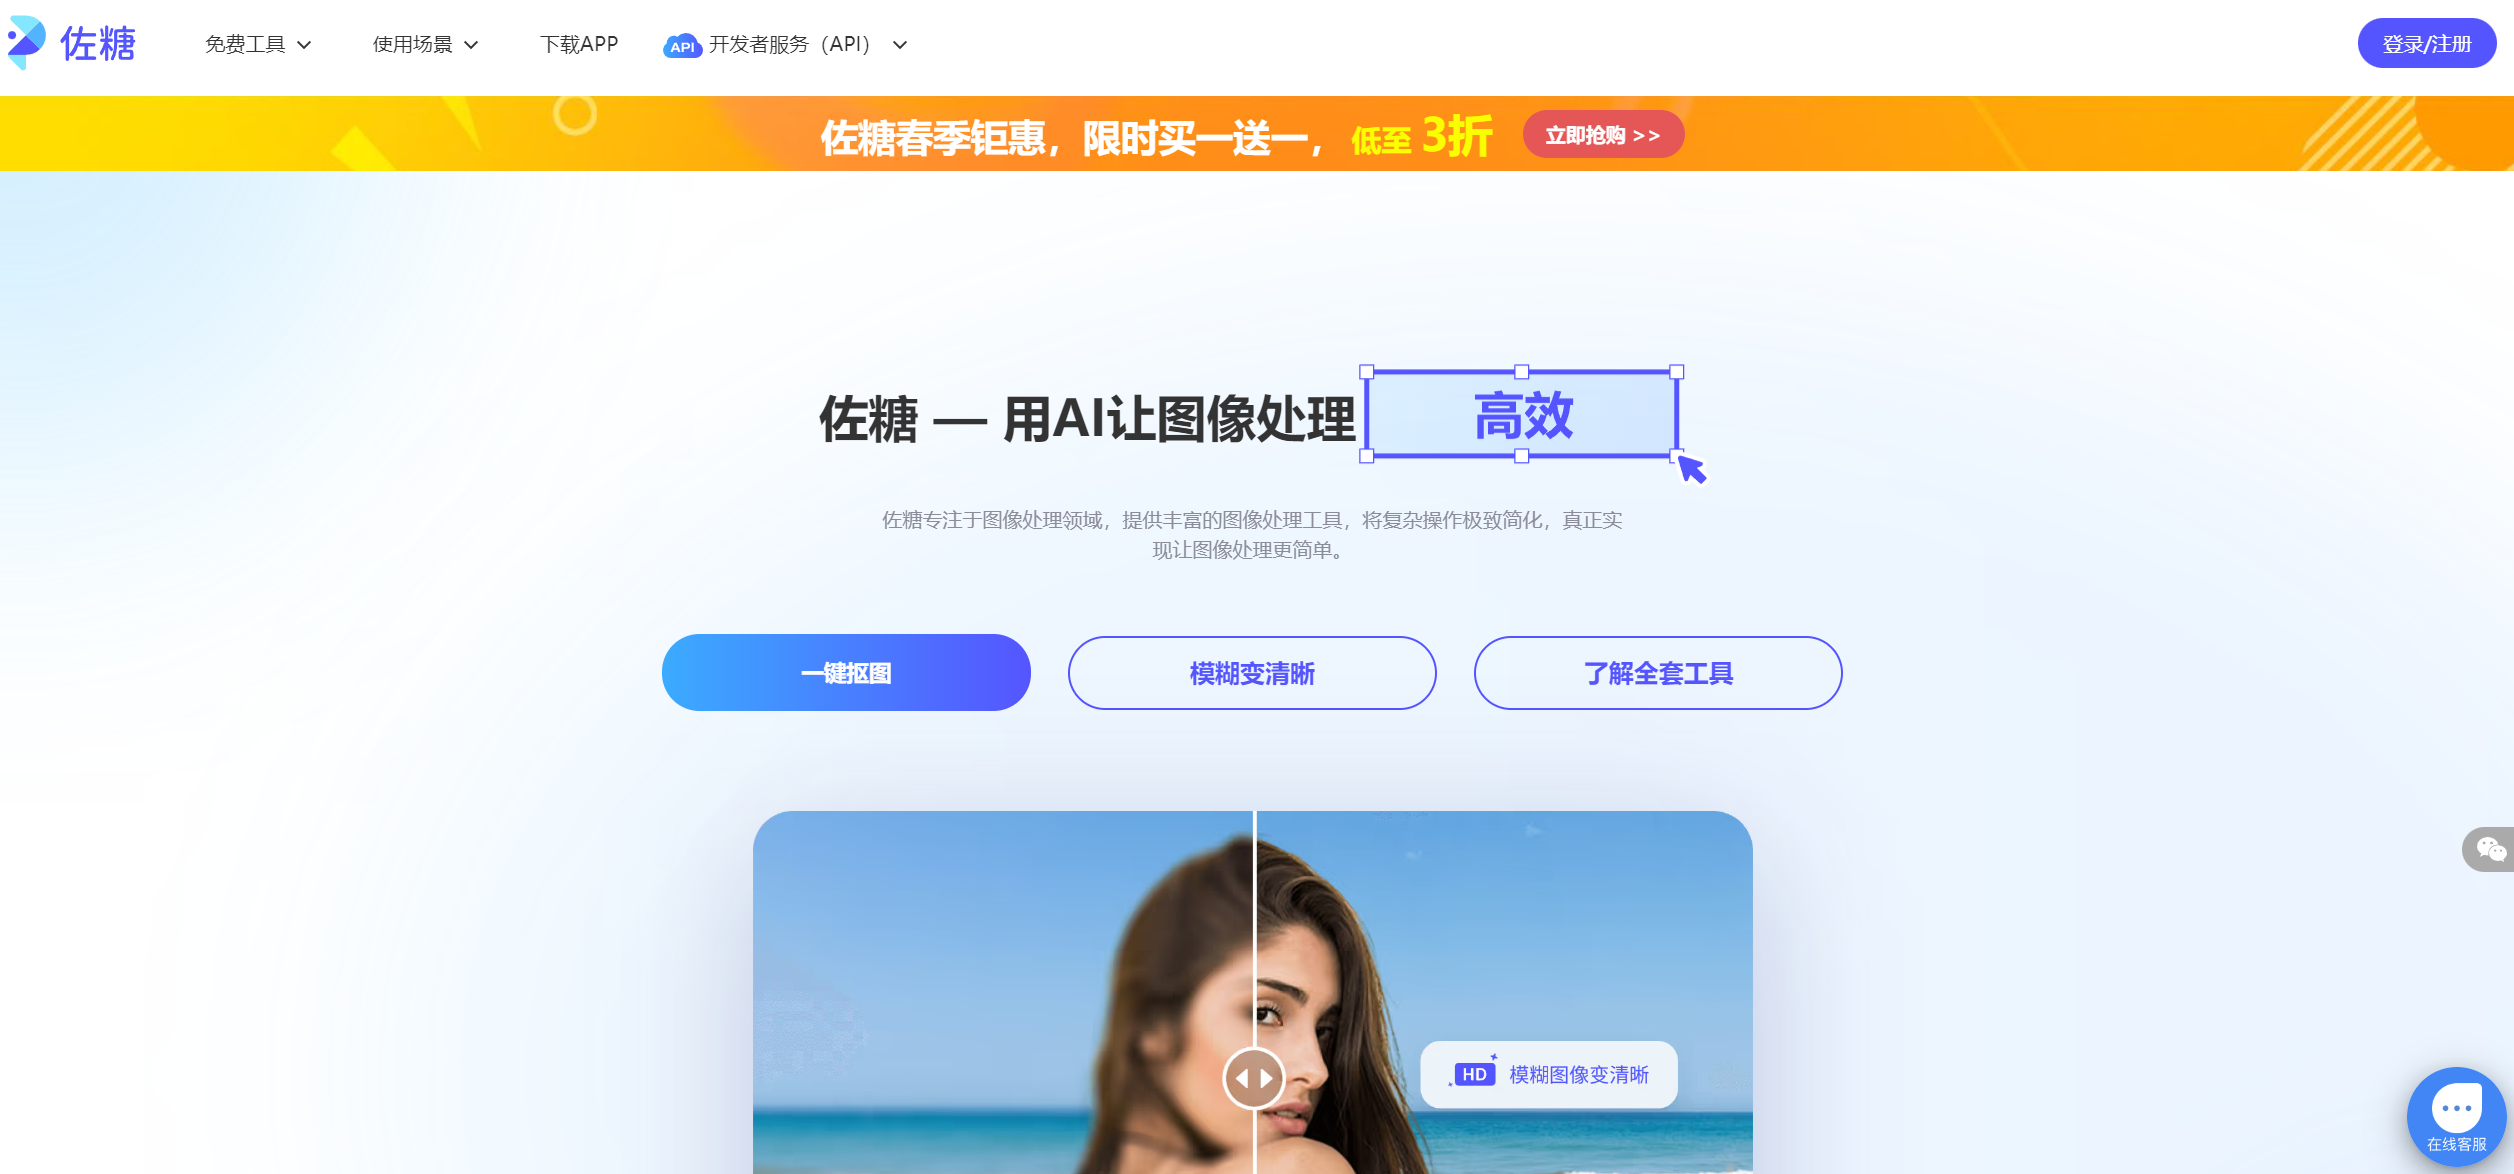 佐糖
免费工具
使用场景
下载APP
API 开发者服务（API）
登录/注册
佐糖春季钜惠，限时买一送一，低至 3折
立即抢购 >>
佐糖 — 用AI让图像处理 高效
佐糖专注于图像处理领域，提供丰富的图像处理工具，将复杂操作极致简化，真正实
现让图像处理更简单。
一键抠图
模糊变清晰
了解全套工具
HD 模糊图像变清晰
在线客服